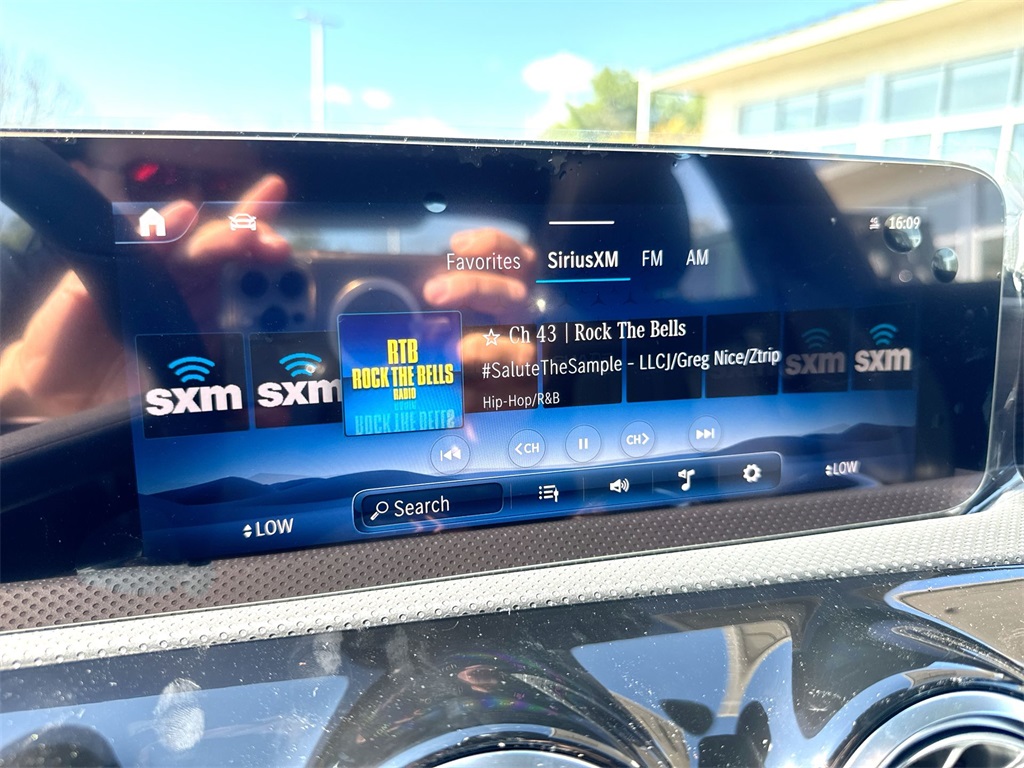 16:09
Favorites SiriusXM FM AM
RTB
ROCK THE BELLS
RADIO
Ch 43 | Rock The Bells
#SaluteTheSample - LLCJ/Greg Nice/Ztrip
Hip-Hop/R&B
sxm sxm sxm sxm
<CH CH>
Search
LOW LOW